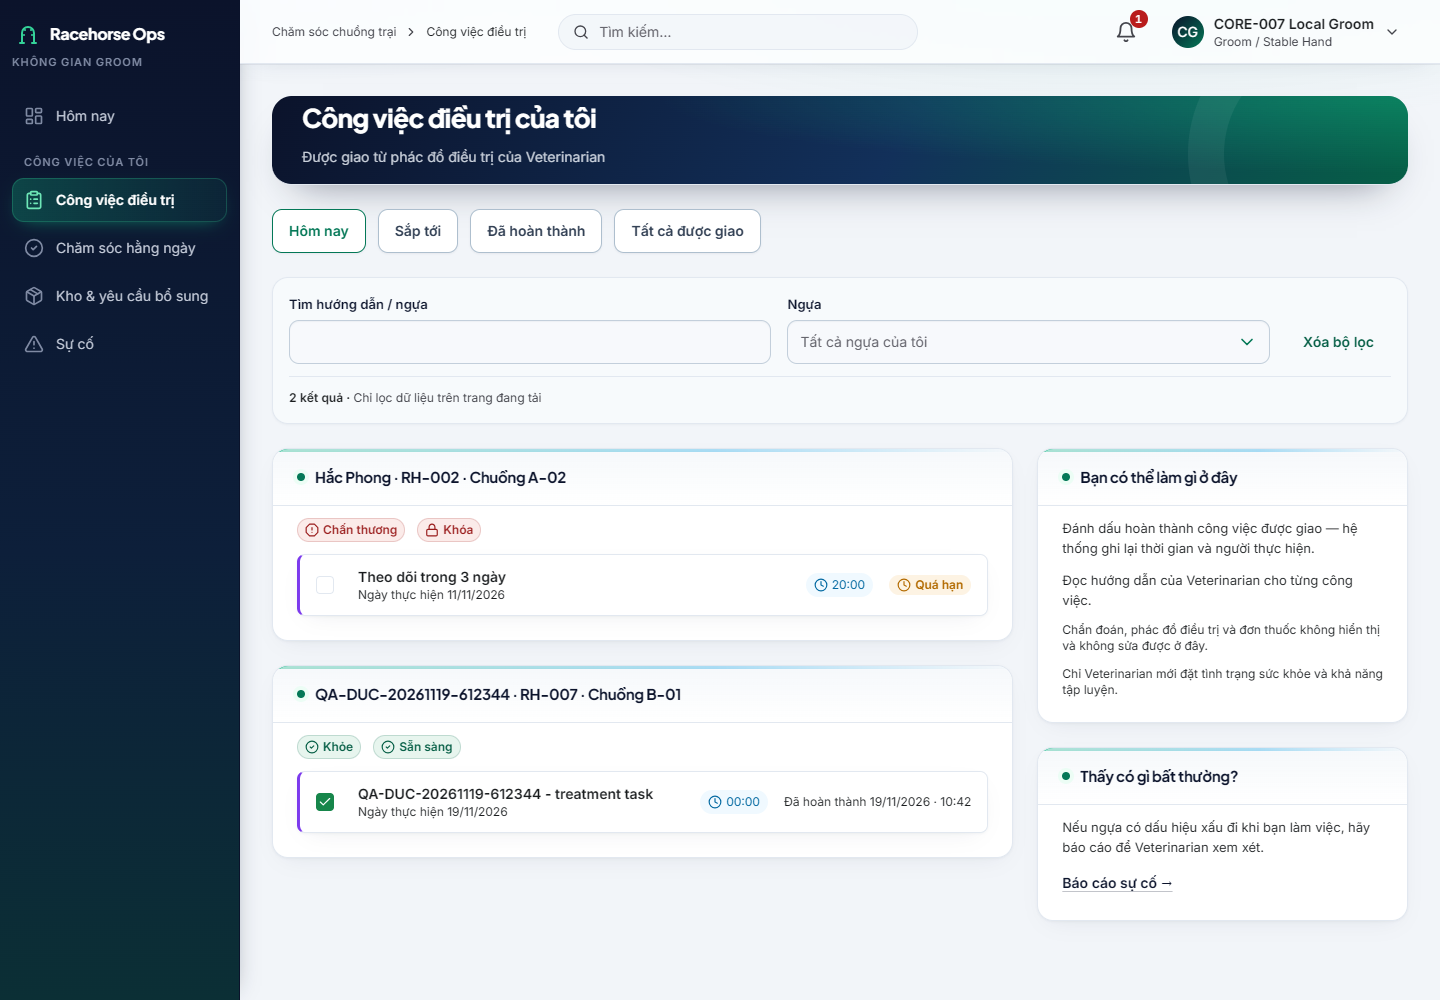 Racehorse Ops
KHÔNG GIAN GROOM
Hôm nay
CÔNG VIỆC CỦA TÔI
Công việc điều trị
Chăm sóc hằng ngày
Kho & yêu cầu bổ sung
Sự cố
Chăm sóc chuồng trại > Công việc điều trị
Tìm kiếm...
1
CG
CORE-007 Local Groom
Groom / Stable Hand
Công việc điều trị của tôi
Được giao từ phác đồ điều trị của Veterinarian
Hôm nay
Sắp tới
Đã hoàn thành
Tất cả được giao
Tìm hướng dẫn / ngựa
Ngựa
Tất cả ngựa của tôi
Xóa bộ lọc
2 kết quả · Chỉ lọc dữ liệu trên trang đang tải
Hắc Phong · RH-002 · Chuồng A-02
Chấn thương
Khóa
Theo dõi trong 3 ngày
Ngày thực hiện 11/11/2026
20:00
Quá hạn
QA-DUC-20261119-612344 · RH-007 · Chuồng B-01
Khỏe
Sẵn sàng
QA-DUC-20261119-612344 - treatment task
Ngày thực hiện 19/11/2026
00:00
Đã hoàn thành 19/11/2026 · 10:42
Bạn có thể làm gì ở đây
Đánh dấu hoàn thành công việc được giao — hệ
thống ghi lại thời gian và người thực hiện.
Đọc hướng dẫn của Veterinarian cho từng công
việc.
Chẩn đoán, phác đồ điều trị và đơn thuốc không hiển thị
và không sửa được ở đây.
Chỉ Veterinarian mới đặt tình trạng sức khỏe và khả năng
tập luyện.
Thấy có gì bất thường?
Nếu ngựa có dấu hiệu xấu đi khi bạn làm việc, hãy
báo cáo để Veterinarian xem xét.
Báo cáo sự cố →